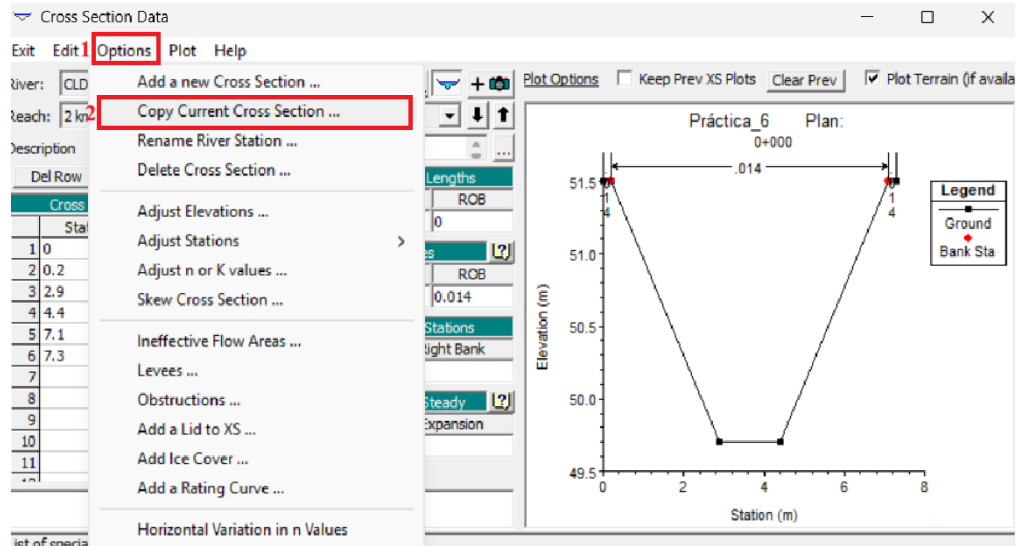 Cross Section Data
Exit Edit 1 Options Plot Help
River: CLD
Reach: 2 km
Description
Del Row
Cross
Stat
1 0
2 0.2
3 2.9
4 4.4
5 7.1
6 7.3
7
8
9
10
11
Add a new Cross Section ...
2 Copy Current Cross Section ...
Rename River Station ...
Delete Cross Section ...
Adjust Elevations ...
Adjust Stations >
Adjust n or K values ...
Skew Cross Section ...
Ineffective Flow Areas ...
Levees ...
Obstructions ...
Add a Lid to XS ...
Add Ice Cover ...
Add a Rating Curve ...
Horizontal Variation in n Values
+
...
Lengths
ROB
0
ROB
0.014
Stations
Right Bank
Steady
Expansion
Plot Options Keep Prev XS Plots Clear Prev Plot Terrain (if availa
Práctica_6 Plan:
0+000
.014
51.5
51.0
50.5
50.0
49.5
Elevation (m)
0 2 4 6 8
Station (m)
Legend
Ground
Bank Sta